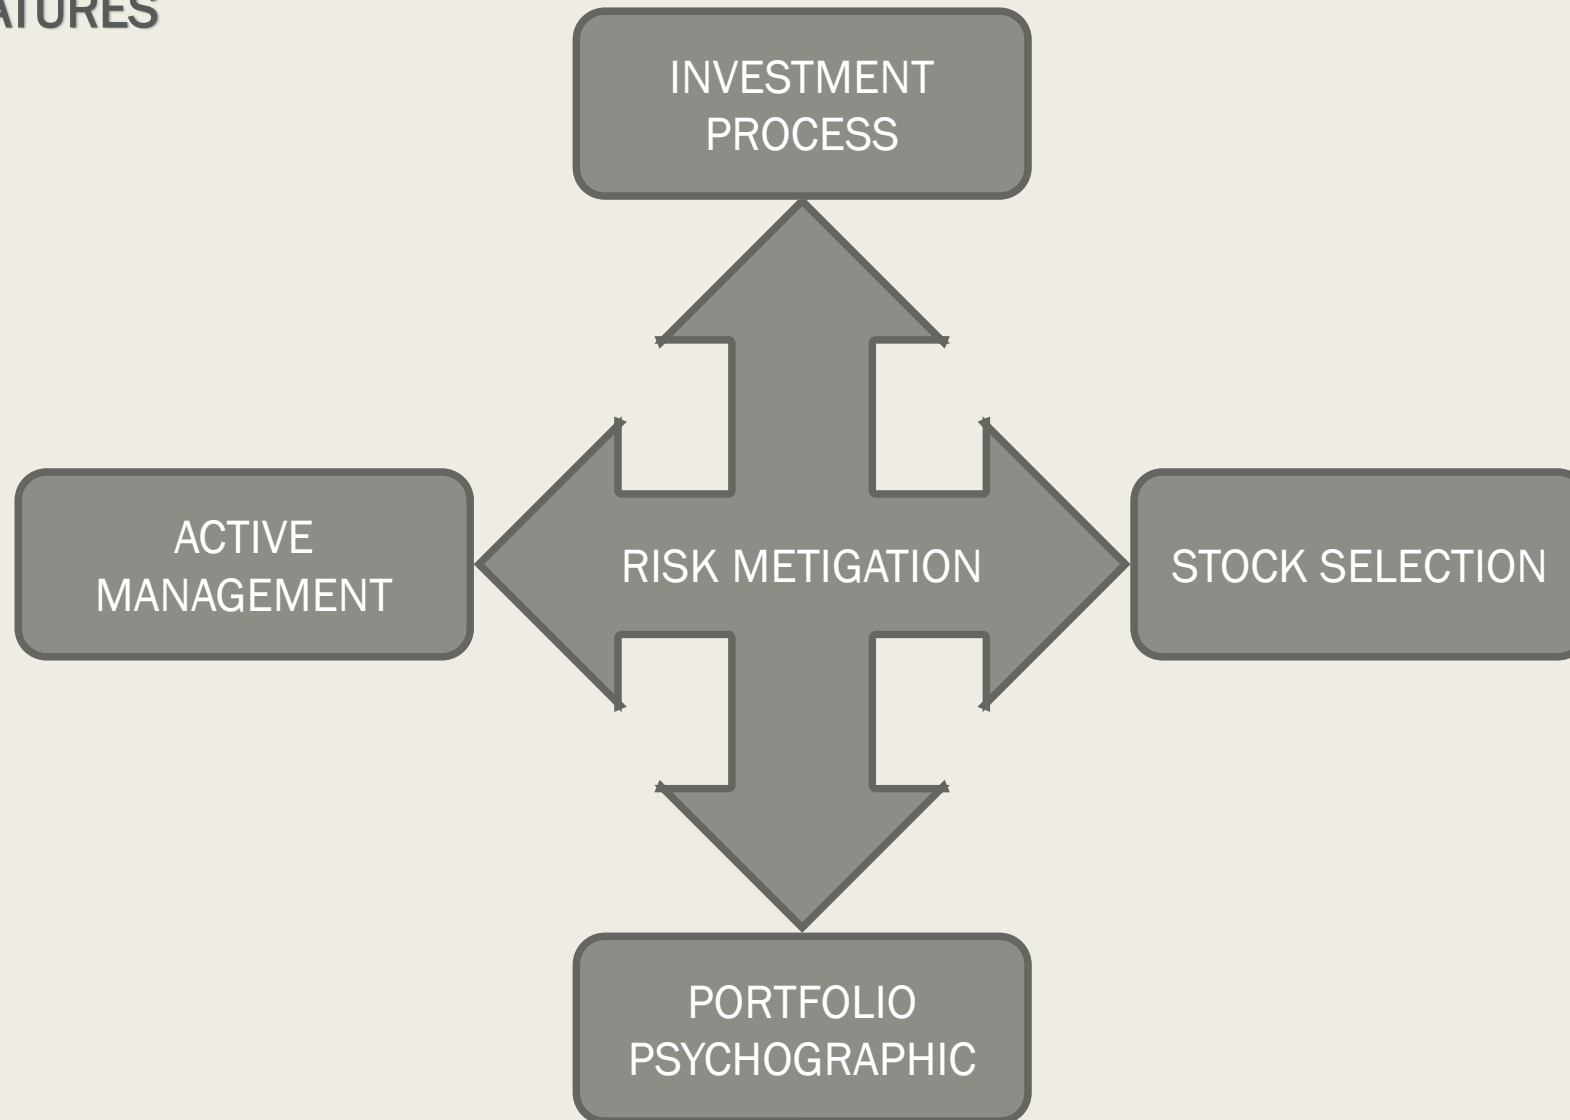 ATURES
INVESTMENT
PROCESS
ACTIVE
MANAGEMENT
RISK METIGATION
STOCK SELECTION
PORTFOLIO
PSYCHOGRAPHIC